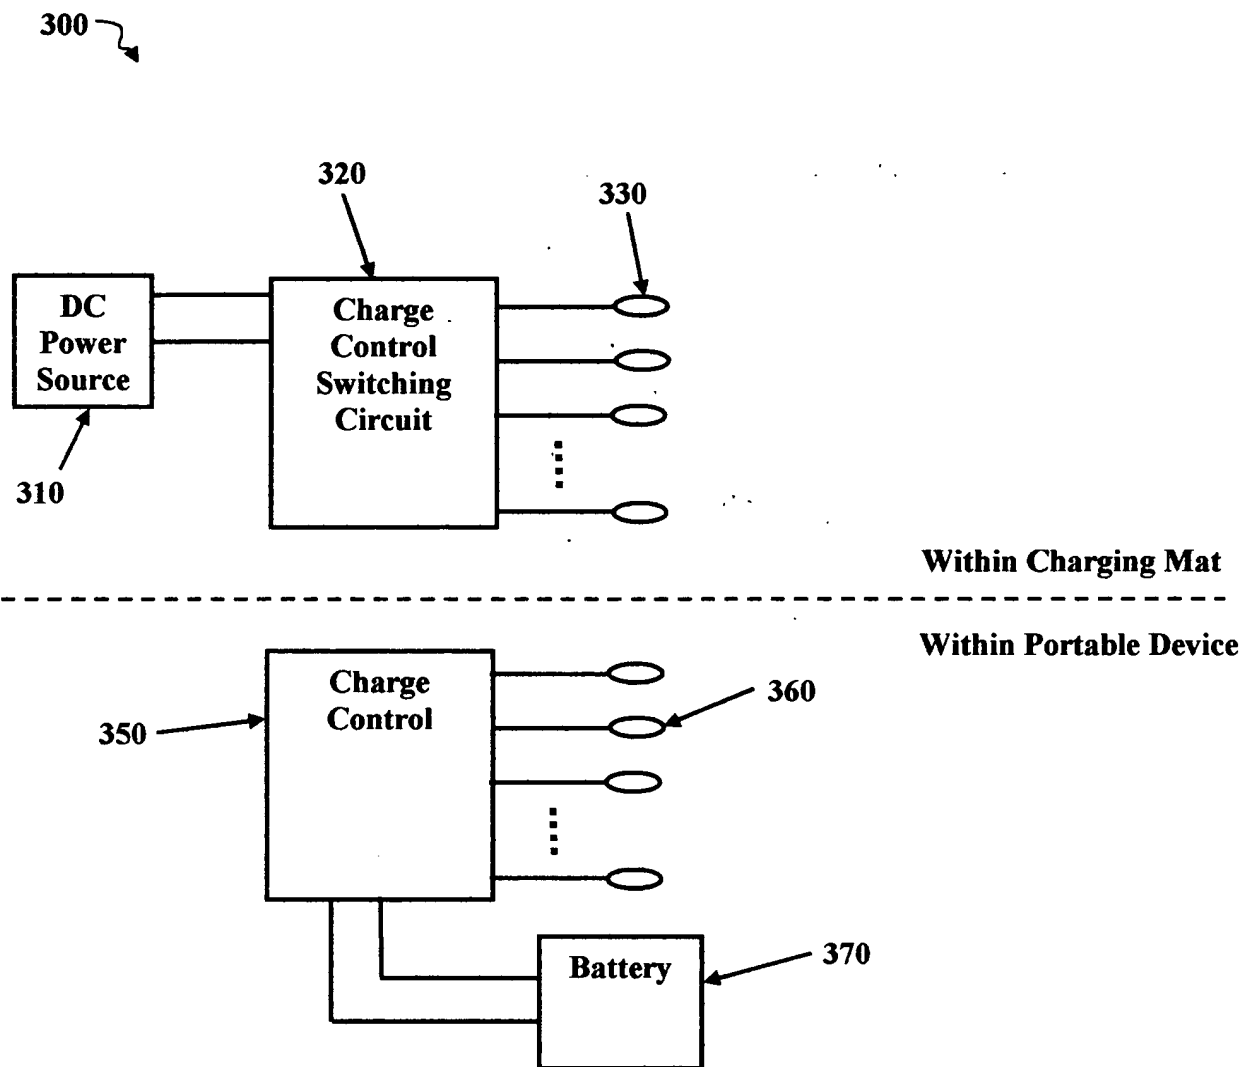 300
320
330
DC
Power
Source
Charge
Control
Switching
Circuit
310
Within Charging Mat
Within Portable Device
Charge
Control
350
360
Battery
370